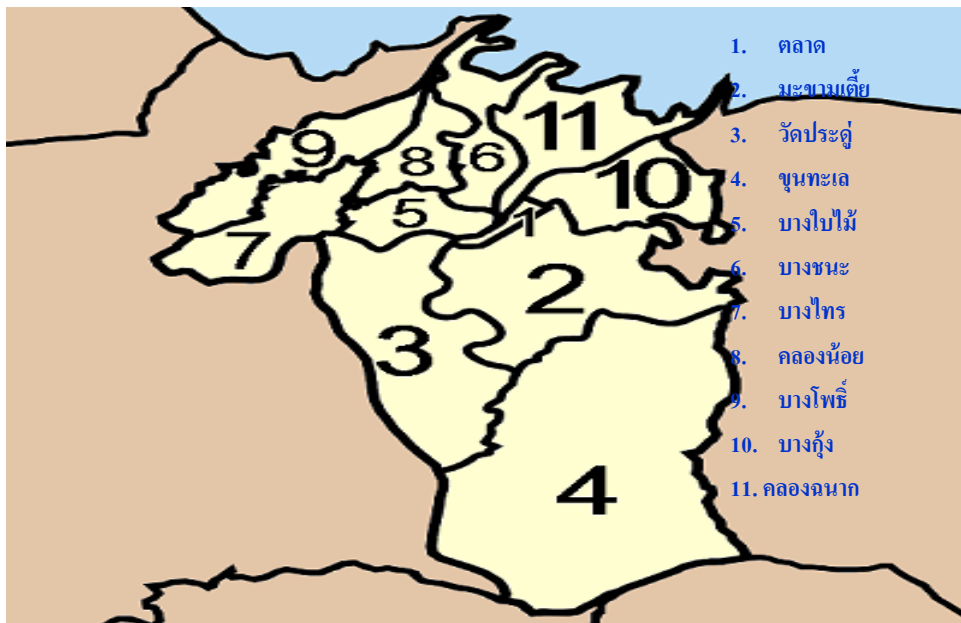 1. ตลาด
2. มะขามเตี้ย
3. วัดประดู่
4. ขุนทะเล
5. บางใบไม้
6. บางชนะ
7. บางไทร
8. คลองน้อย
9. บางโพธิ์
10. บางกุ้ง
11. คลองฉนาก
11
9
8
6
10
5
1
7
2
3
4